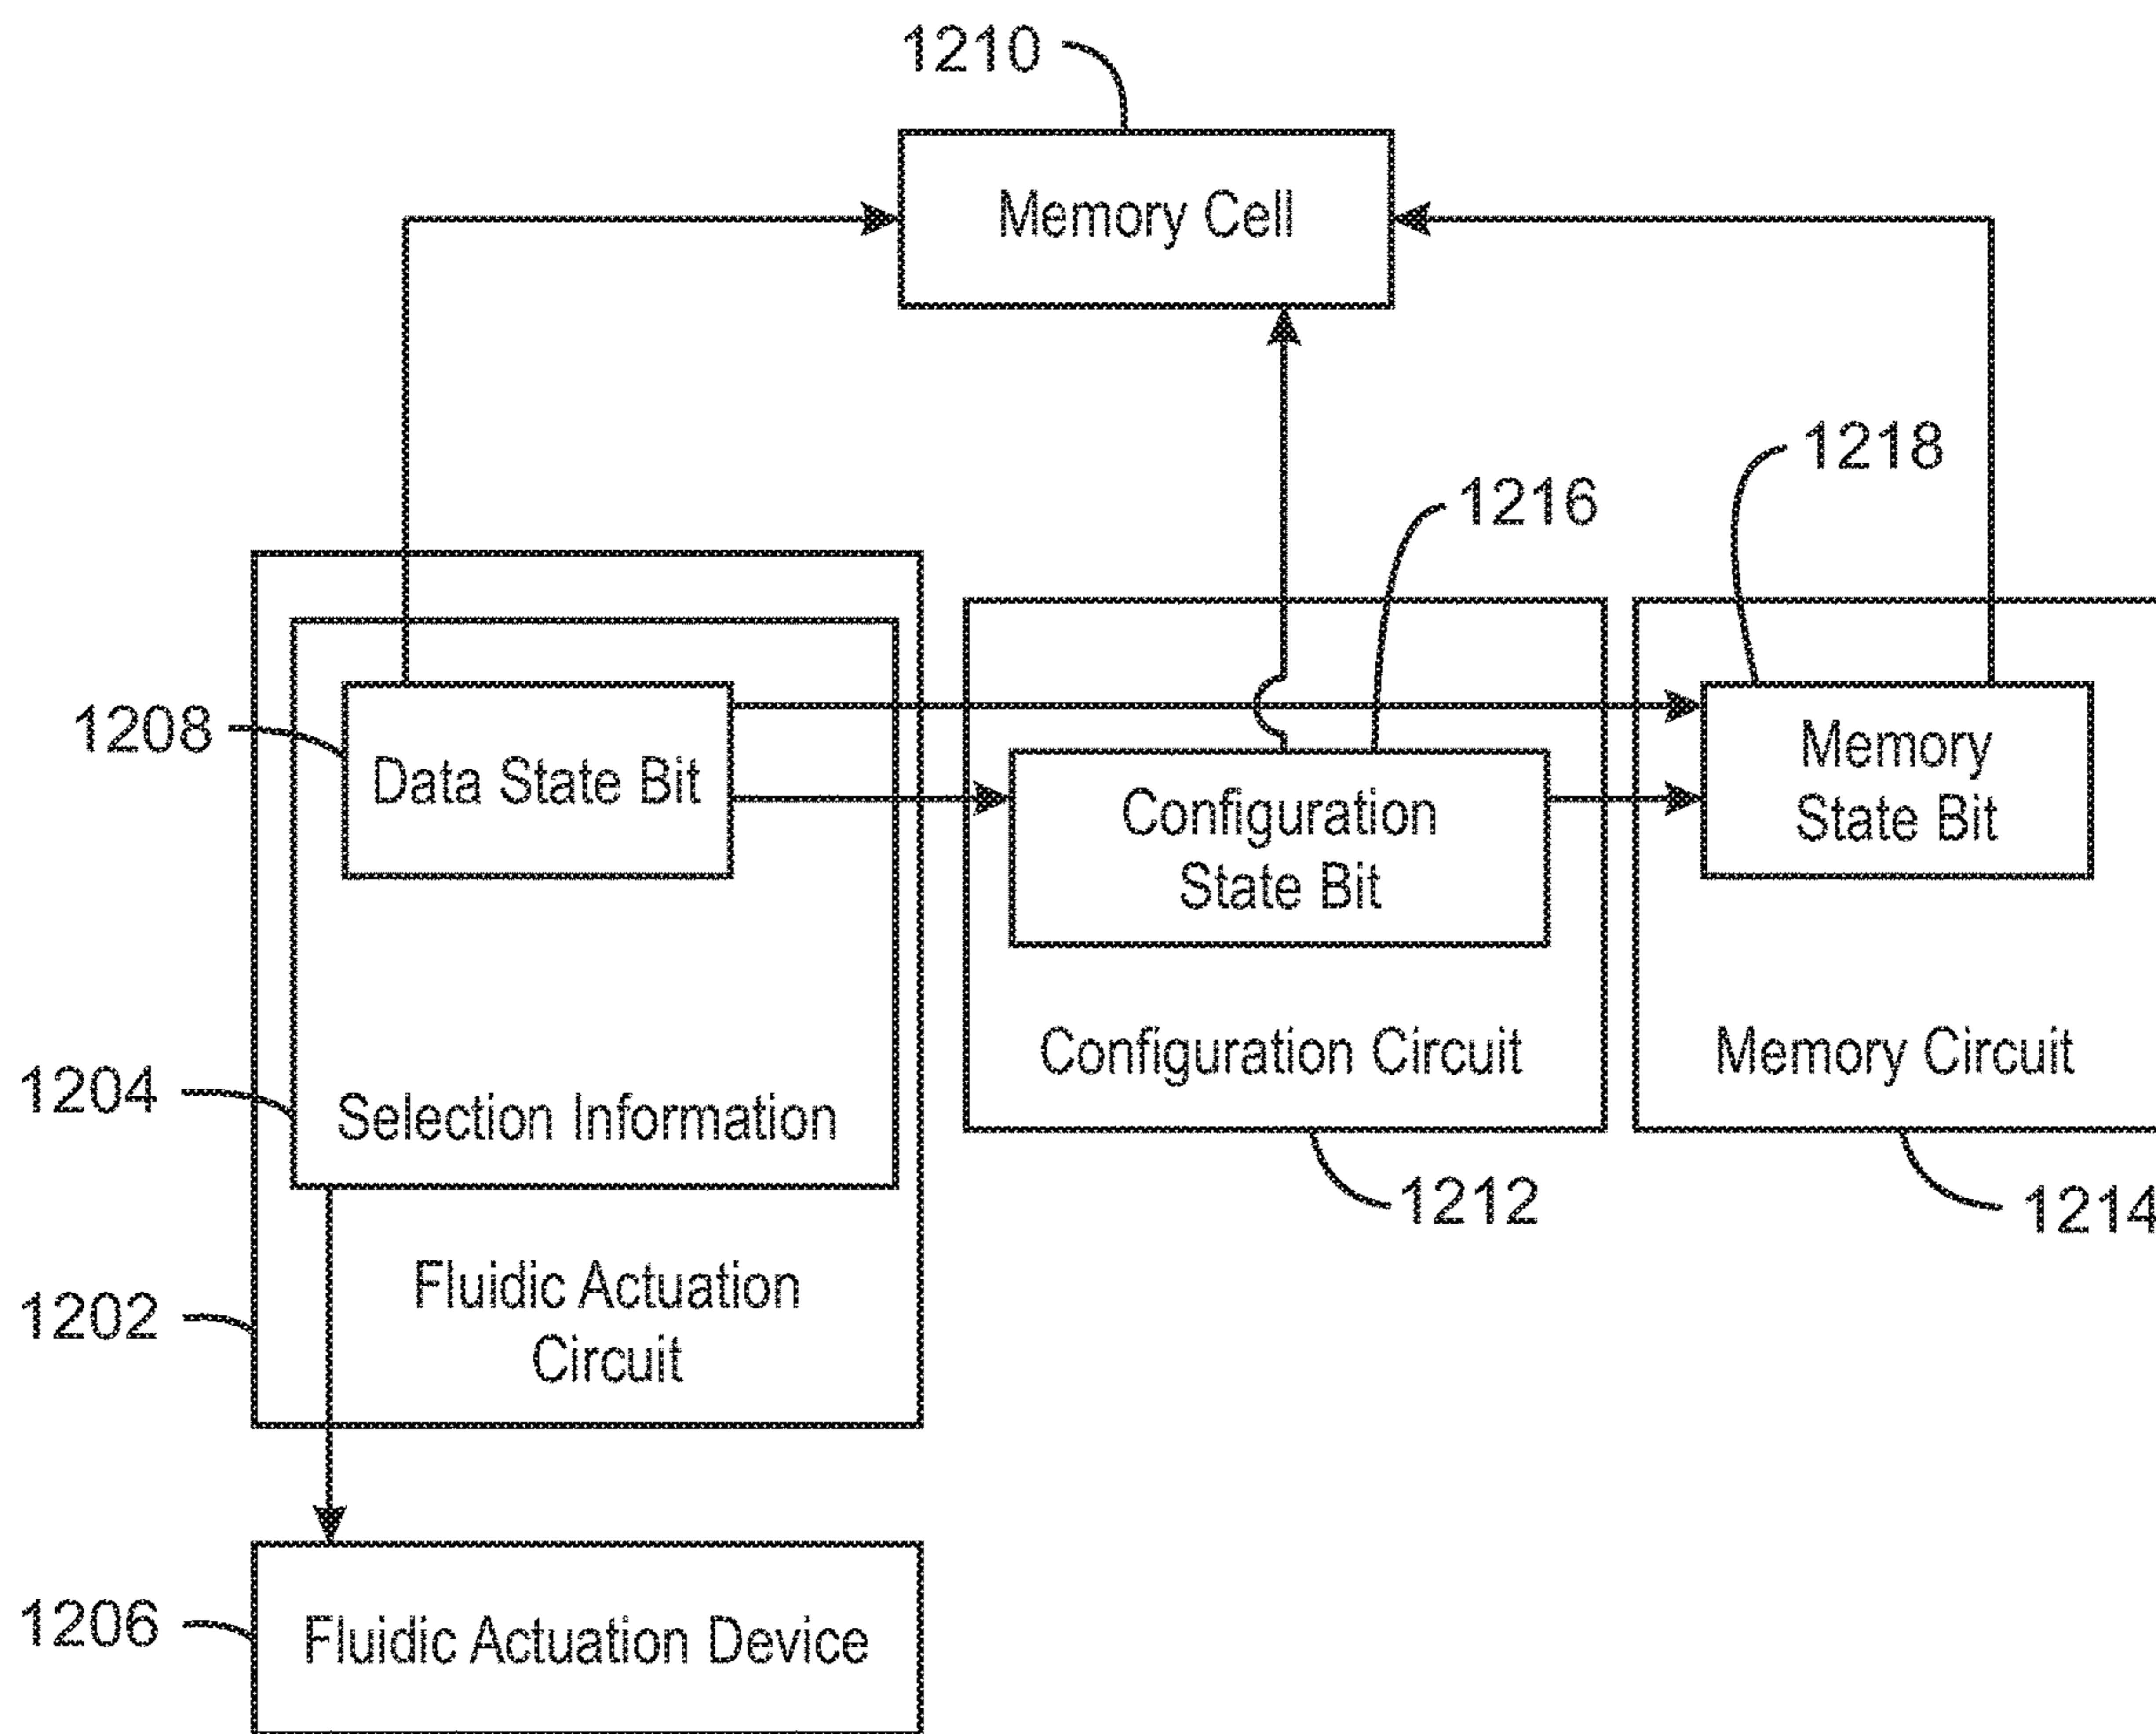 1210
Memory Cell
1218
1216
1208
Data State Bit
Configuration
State Bit
Memory
State Bit
1204
Selection Information
Configuration Circuit
Memory Circuit
1212
1214
1202
Fluidic Actuation
Circuit
1206
Fluidic Actuation Device